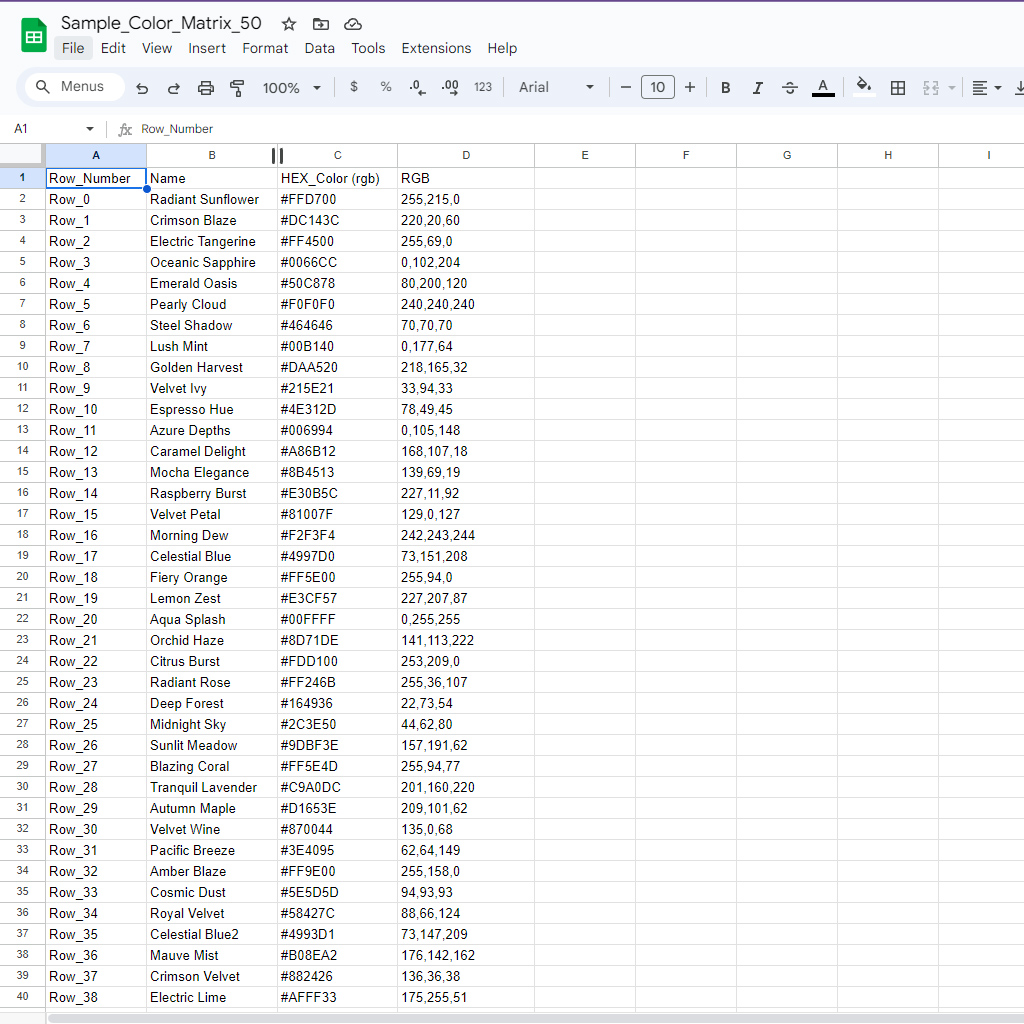 Sample_Color_Matrix_50
File Edit View Insert Format Data Tools Extensions Help
Menus 100% $ % .0 .00 123 Arial − 10 + B I S A
A1 fx Row_Number
A B C D E F G H I
1 Row_Number Name HEX_Color (rgb) RGB
2 Row_0 Radiant Sunflower #FFD700 255,215,0
3 Row_1 Crimson Blaze #DC143C 220,20,60
4 Row_2 Electric Tangerine #FF4500 255,69,0
5 Row_3 Oceanic Sapphire #0066CC 0,102,204
6 Row_4 Emerald Oasis #50C878 80,200,120
7 Row_5 Pearly Cloud #F0F0F0 240,240,240
8 Row_6 Steel Shadow #464646 70,70,70
9 Row_7 Lush Mint #00B140 0,177,64
10 Row_8 Golden Harvest #DAA520 218,165,32
11 Row_9 Velvet Ivy #215E21 33,94,33
12 Row_10 Espresso Hue #4E312D 78,49,45
13 Row_11 Azure Depths #006994 0,105,148
14 Row_12 Caramel Delight #A86B12 168,107,18
15 Row_13 Mocha Elegance #8B4513 139,69,19
16 Row_14 Raspberry Burst #E30B5C 227,11,92
17 Row_15 Velvet Petal #81007F 129,0,127
18 Row_16 Morning Dew #F2F3F4 242,243,244
19 Row_17 Celestial Blue #4997D0 73,151,208
20 Row_18 Fiery Orange #FF5E00 255,94,0
21 Row_19 Lemon Zest #E3CF57 227,207,87
22 Row_20 Aqua Splash #00FFFF 0,255,255
23 Row_21 Orchid Haze #8D71DE 141,113,222
24 Row_22 Citrus Burst #FDD100 253,209,0
25 Row_23 Radiant Rose #FF246B 255,36,107
26 Row_24 Deep Forest #164936 22,73,54
27 Row_25 Midnight Sky #2C3E50 44,62,80
28 Row_26 Sunlit Meadow #9DBF3E 157,191,62
29 Row_27 Blazing Coral #FF5E4D 255,94,77
30 Row_28 Tranquil Lavender #C9A0DC 201,160,220
31 Row_29 Autumn Maple #D1653E 209,101,62
32 Row_30 Velvet Wine #870044 135,0,68
33 Row_31 Pacific Breeze #3E4095 62,64,149
34 Row_32 Amber Blaze #FF9E00 255,158,0
35 Row_33 Cosmic Dust #5E5D5D 94,93,93
36 Row_34 Royal Velvet #58427C 88,66,124
37 Row_35 Celestial Blue2 #4993D1 73,147,209
38 Row_36 Mauve Mist #B08EA2 176,142,162
39 Row_37 Crimson Velvet #882426 136,36,38
40 Row_38 Electric Lime #AFFF33 175,255,51